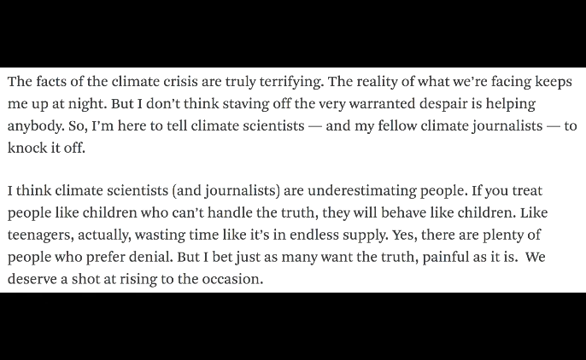 The facts of the climate crisis are truly terrifying. The reality of what we're facing keeps
me up at night. But I don't think staving off the very warranted despair is helping
anybody. So, I'm here to tell climate scientists — and my fellow climate journalists — to
knock it off.
I think climate scientists (and journalists) are underestimating people. If you treat
people like children who can't handle the truth, they will behave like children. Like
teenagers, actually, wasting time like it's in endless supply. Yes, there are plenty of
people who prefer denial. But I bet just as many want the truth, painful as it is.  We
deserve a shot at rising to the occasion.